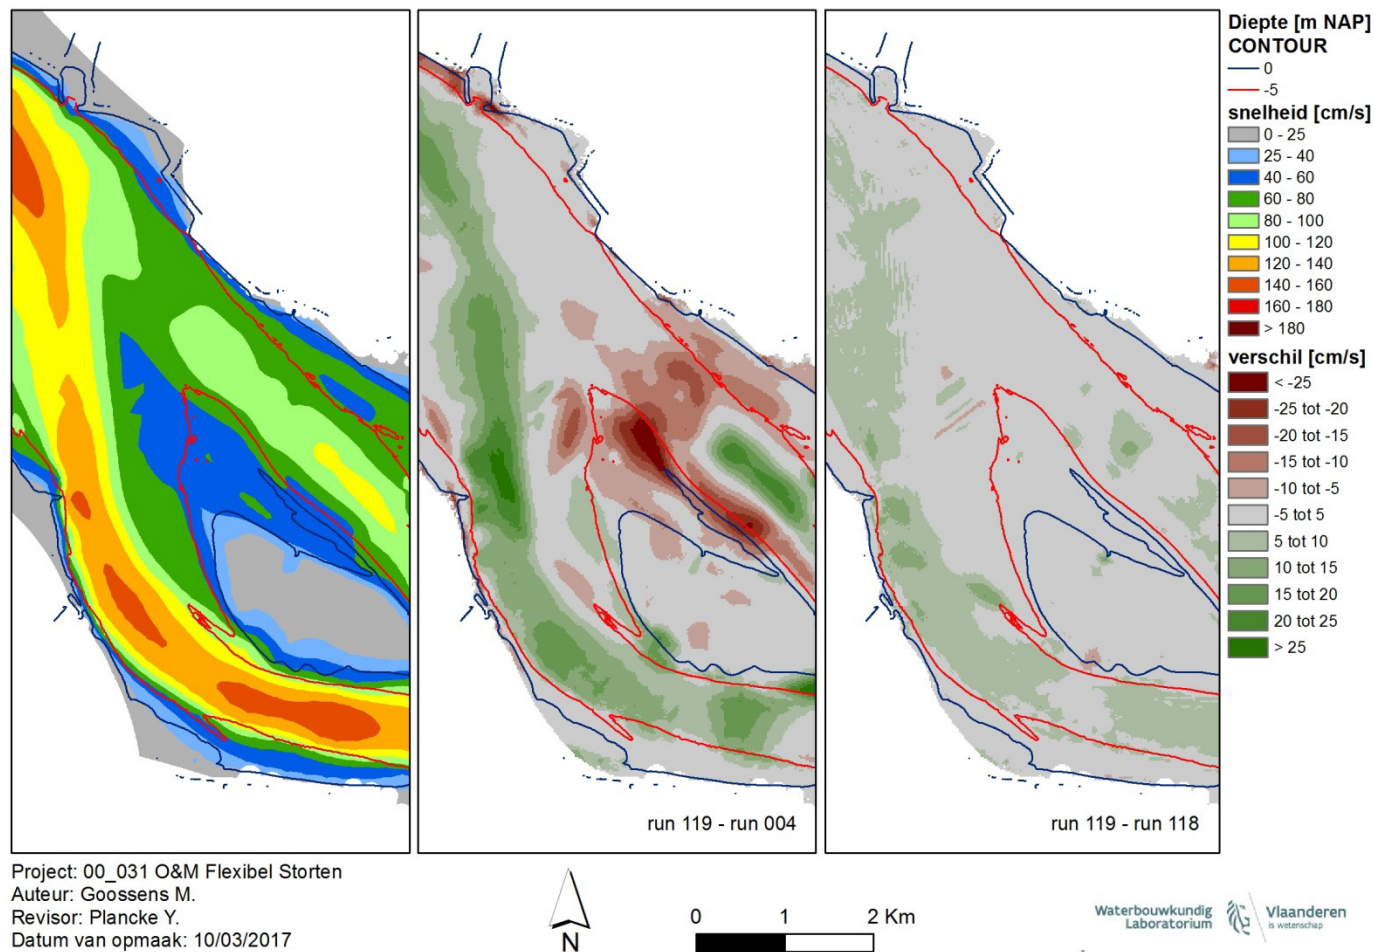 Diepte [m NAP]
CONTOUR
0
-5
snelheid [cm/s]
0 - 25
25 - 40
40 - 60
60 - 80
80 - 100
100 - 120
120 - 140
140 - 160
160 - 180
> 180
verschil [cm/s]
< -25
-25 tot -20
-20 tot -15
-15 tot -10
-10 tot -5
-5 tot 5
5 tot 10
10 tot 15
15 tot 20
20 tot 25
> 25
run 119 - run 004
run 119 - run 118
Project: 00_031 O&M Flexibel Storten
Auteur: Goossens M.
Revisor: Plancke Y.
Datum van opmaak: 10/03/2017
N
0 1 2 Km
Waterbouwkundig
Laboratorium
Vlaanderen
is wetenschap